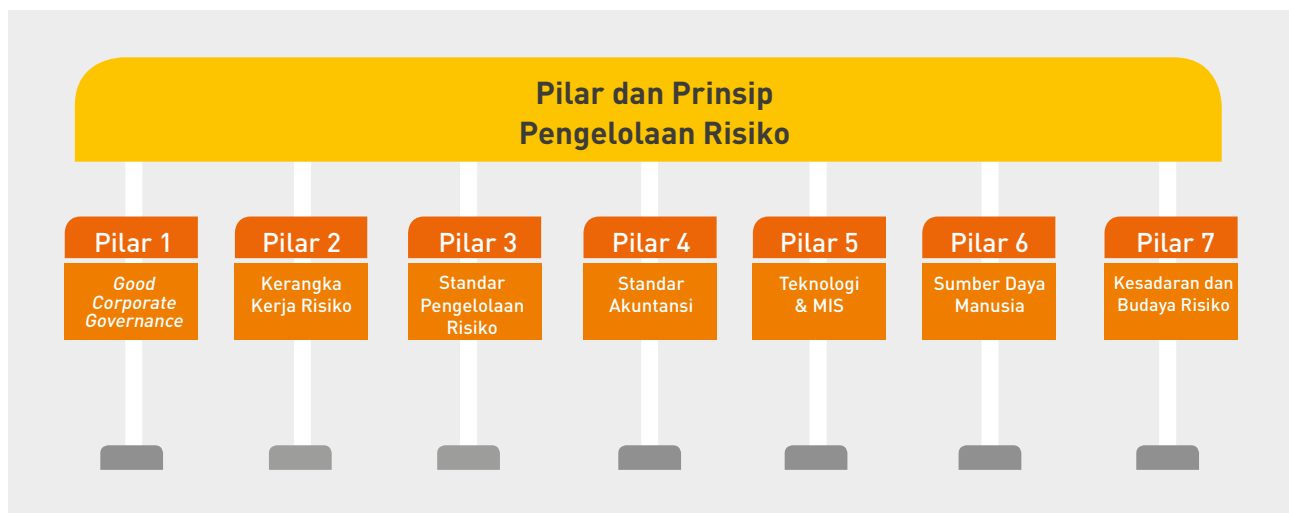 Pilar dan Prinsip
Pengelolaan Risiko
Pilar 1
Good
Corporate
Governance
Pilar 2
Kerangka
Kerja Risiko
Pilar 3
Standar
Pengelolaan
Risiko
Pilar 4
Standar
Akuntansi
Pilar 5
Teknologi
& MIS
Pilar 6
Sumber Daya
Manusia
Pilar 7
Kesadaran dan
Budaya Risiko